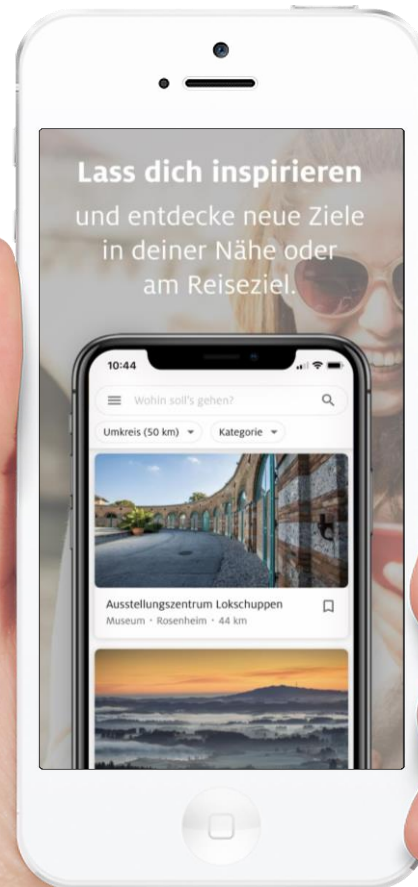 Lass dich inspirieren
und entdecke neue Ziele
in deiner Nähe oder
am Reiseziel.
10:44
Wohin soll's gehen?
Umkreis (50 km) Kategorie
Ausstellungszentrum Lokschuppen
Museum · Rosenheim · 44 km